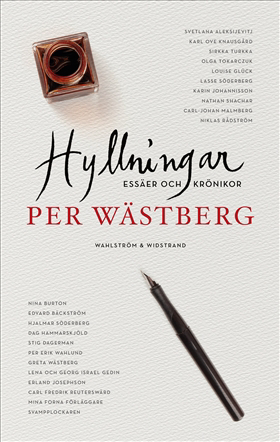 SVETLANA ALEKSIJEVITJ
KARL OVE KNAUSGÅRD
SIRKKA TURKKA
OLGA TOKARCZUK
LOUISE GLÜCK
LASSE SÖDERBERG
KARIN JOHANNISSON
NATHAN SHACHAR
CARL-JOHAN MALMBERG
NIKLAS RÅDSTRÖM
Hyllningar
ESSÄER OCH KRÖNIKOR
PER WÄSTBERG
WAHLSTRÖM & WIDSTRAND
NINA BURTON
EDVARD BÄCKSTRÖM
HJALMAR SÖDERBERG
DAG HAMMARSKJÖLD
STIG DAGERMAN
PER ERIK WAHLUND
GRETA WÄSTBERG
LENA OCH GEORG ISRAEL GEDIN
ERLAND JOSEPHSON
CARL FREDRIK REUTERSWÄRD
MINA FORNA FÖRLÄGGARE
SVAMPPLOCKAREN